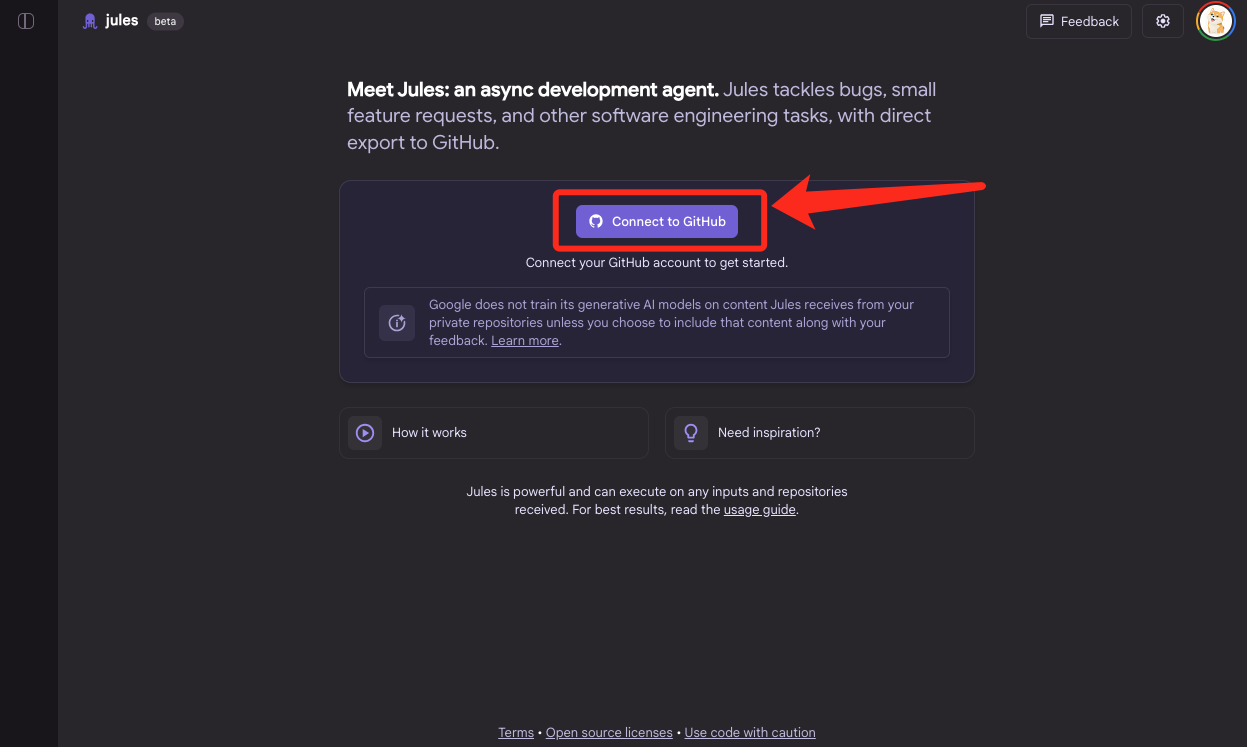 jules beta
Feedback
Meet Jules: an async development agent. Jules tackles bugs, small
feature requests, and other software engineering tasks, with direct
export to GitHub.
Connect to GitHub
Connect your GitHub account to get started.
Google does not train its generative AI models on content Jules receives from your
private repositories unless you choose to include that content along with your
feedback. Learn more.
How it works
Need inspiration?
Jules is powerful and can execute on any inputs and repositories
received. For best results, read the usage guide.
Terms • Open source licenses • Use code with caution